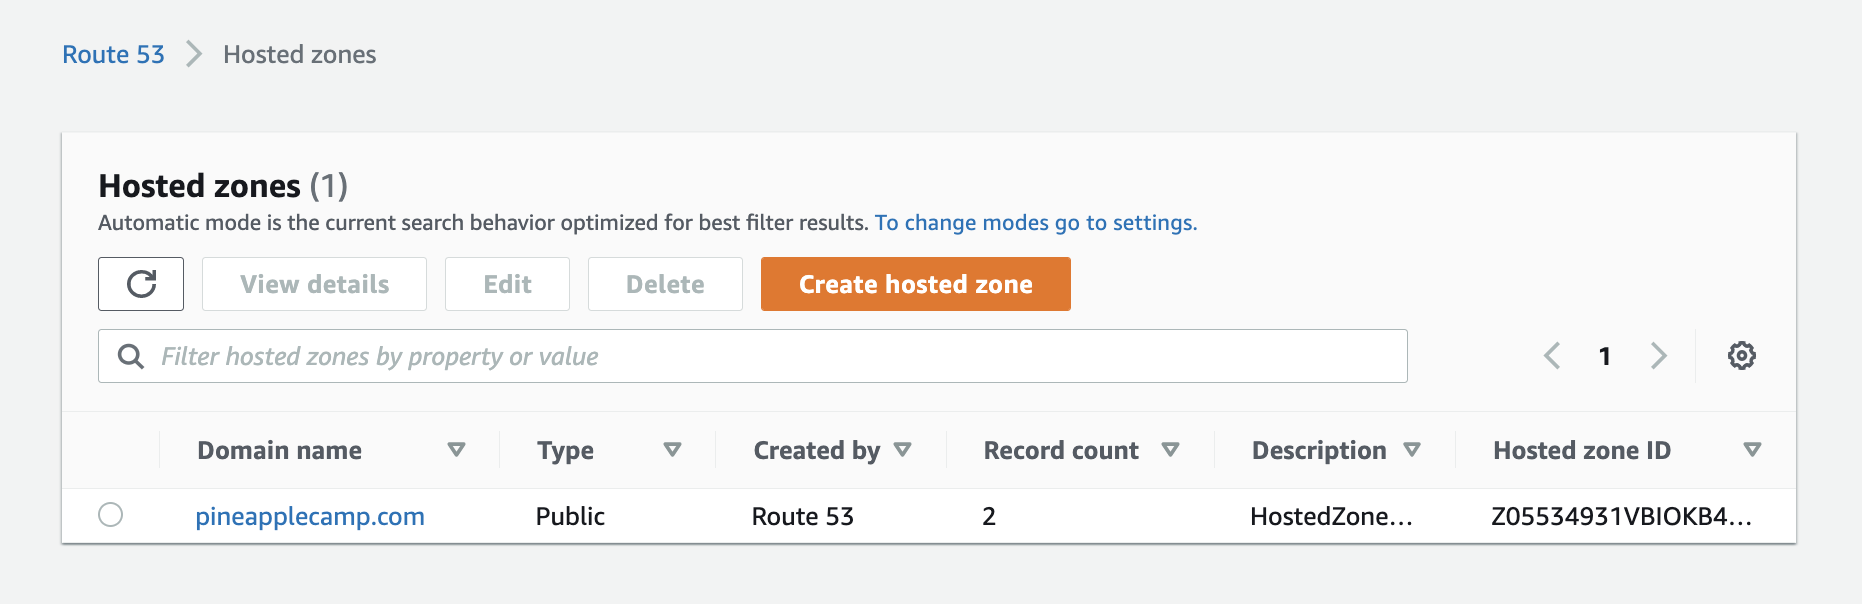 Route 53 Hosted zones
Hosted zones (1)
Automatic mode is the current search behavior optimized for best filter results. To change modes go to settings.
View details Edit Delete Create hosted zone
Filter hosted zones by property or value 1
Domain name Type Created by Record count Description Hosted zone ID
pineapplecamp.com Public Route 53 2 HostedZone... Z05534931VBIOKB4...